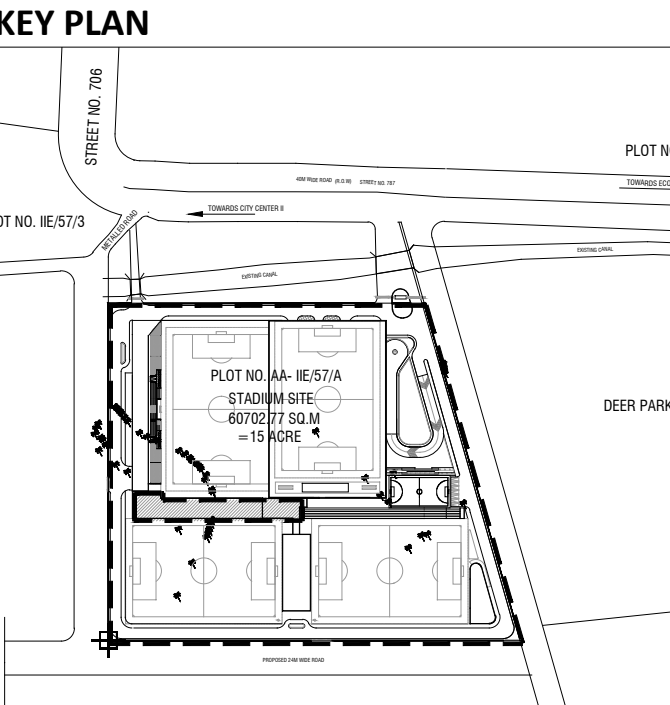 KEY PLAN
STREET NO. 706
PLOT NO
40M WIDE ROAD (R.O.W) STREET NO. 787
TOWARDS ECO
TOWARDS CITY CENTER II
OT NO. IIE/57/3
METALLED ROAD
EXISTING CANAL
EXISTING CANAL
PLOT NO. AA- IIE/57/A
STADIUM SITE
60702.77 SQ.M
=15 ACRE
DEER PARK
PROPOSED 24M WIDE ROAD